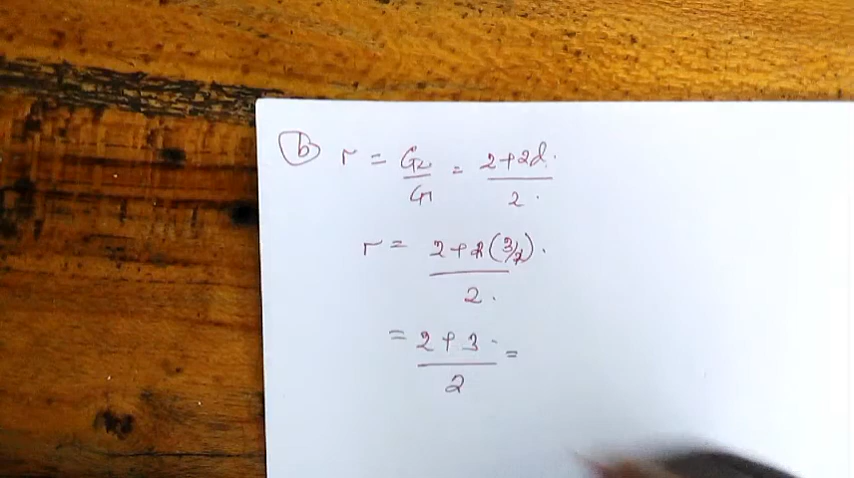 b r = G2/G1 = 2+2d/2.
r = 2+2(3/2)/2.
= 2+3/2 =